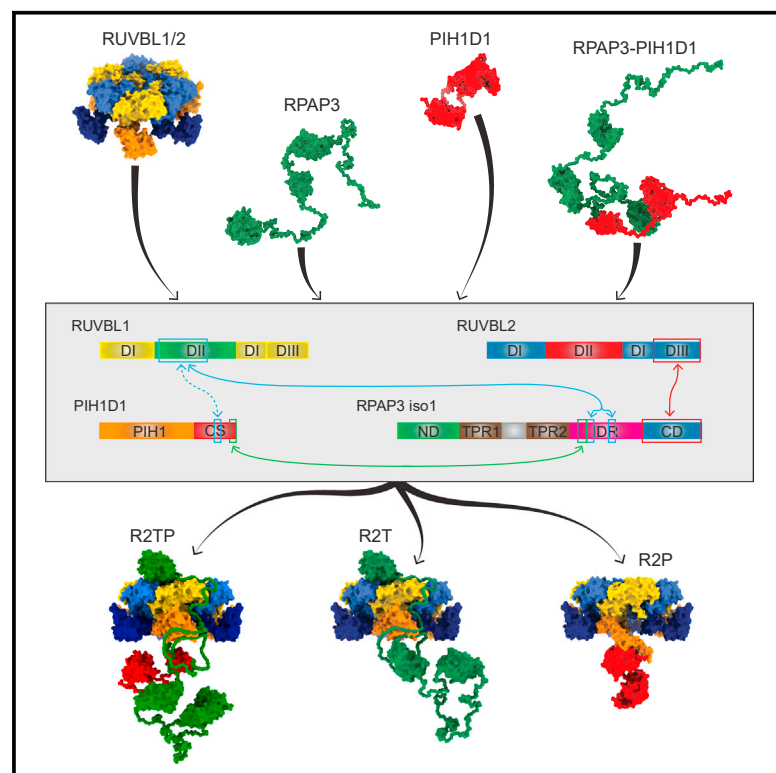 RUVBL1/2
RPAP3
PIH1D1
RPAP3-PIH1D1
RUVBL1
RUVBL2
DI DII DI DIII
DI DII DI DIII
PIH1D1
RPAP3 iso1
PIH1 CS
ND TPR1 TPR2 IDR CD
R2TP
R2T
R2P